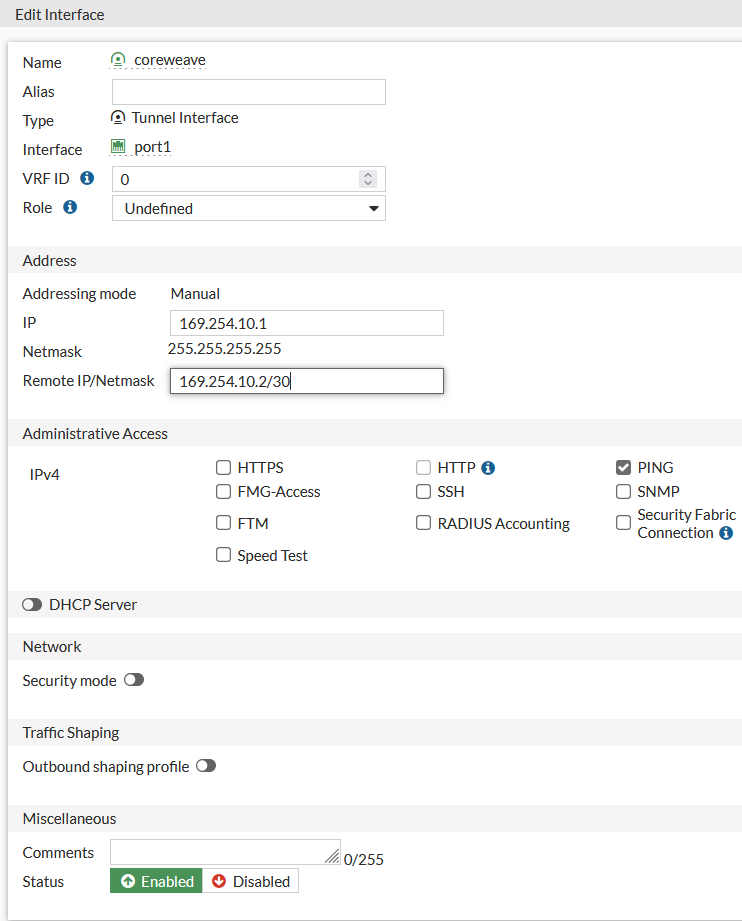 Edit Interface
Name coreweave
Alias
Type Tunnel Interface
Interface port1
VRF ID 0
Role Undefined
Address
Addressing mode Manual
IP 169.254.10.1
Netmask 255.255.255.255
Remote IP/Netmask 169.254.10.2/30
Administrative Access
IPv4
HTTPS HTTP PING
FMG-Access SSH SNMP
FTM RADIUS Accounting Security Fabric
Connection
Speed Test
DHCP Server
Network
Security mode
Traffic Shaping
Outbound shaping profile
Miscellaneous
Comments 0/255
Status Enabled Disabled